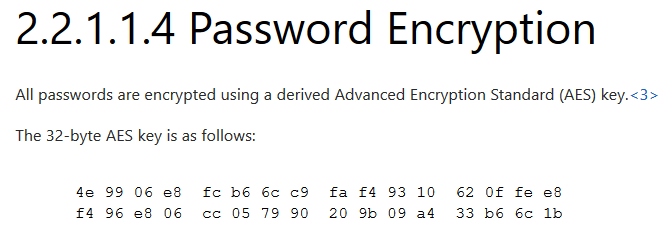 2.2.1.1.4 Password Encryption
All passwords are encrypted using a derived Advanced Encryption Standard (AES) key.<3>
The 32-byte AES key is as follows:
4e 99 06 e8  fc b6 6c c9  fa f4 93 10  62 0f fe e8
f4 96 e8 06  cc 05 79 90  20 9b 09 a4  33 b6 6c 1b